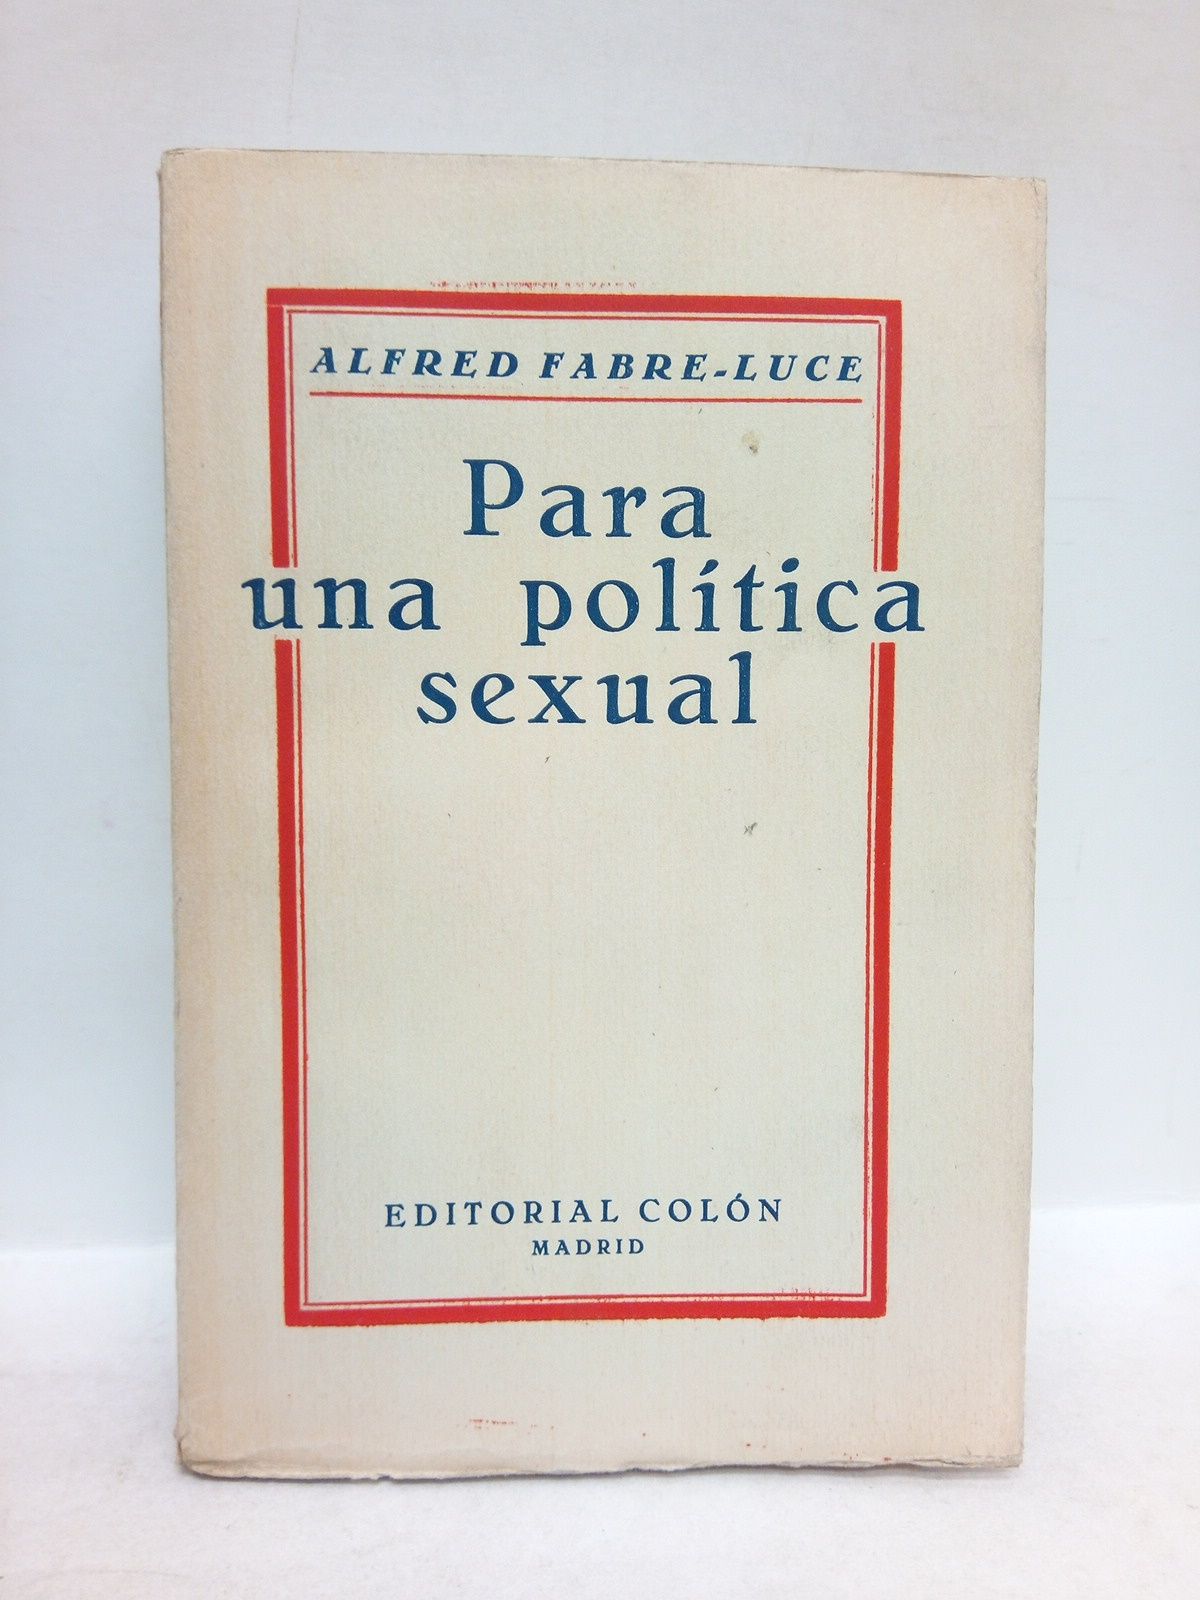 ALFRED FABRE-LUCE
Para
una política
sexual
EDITORIAL COLÓN
MADRID